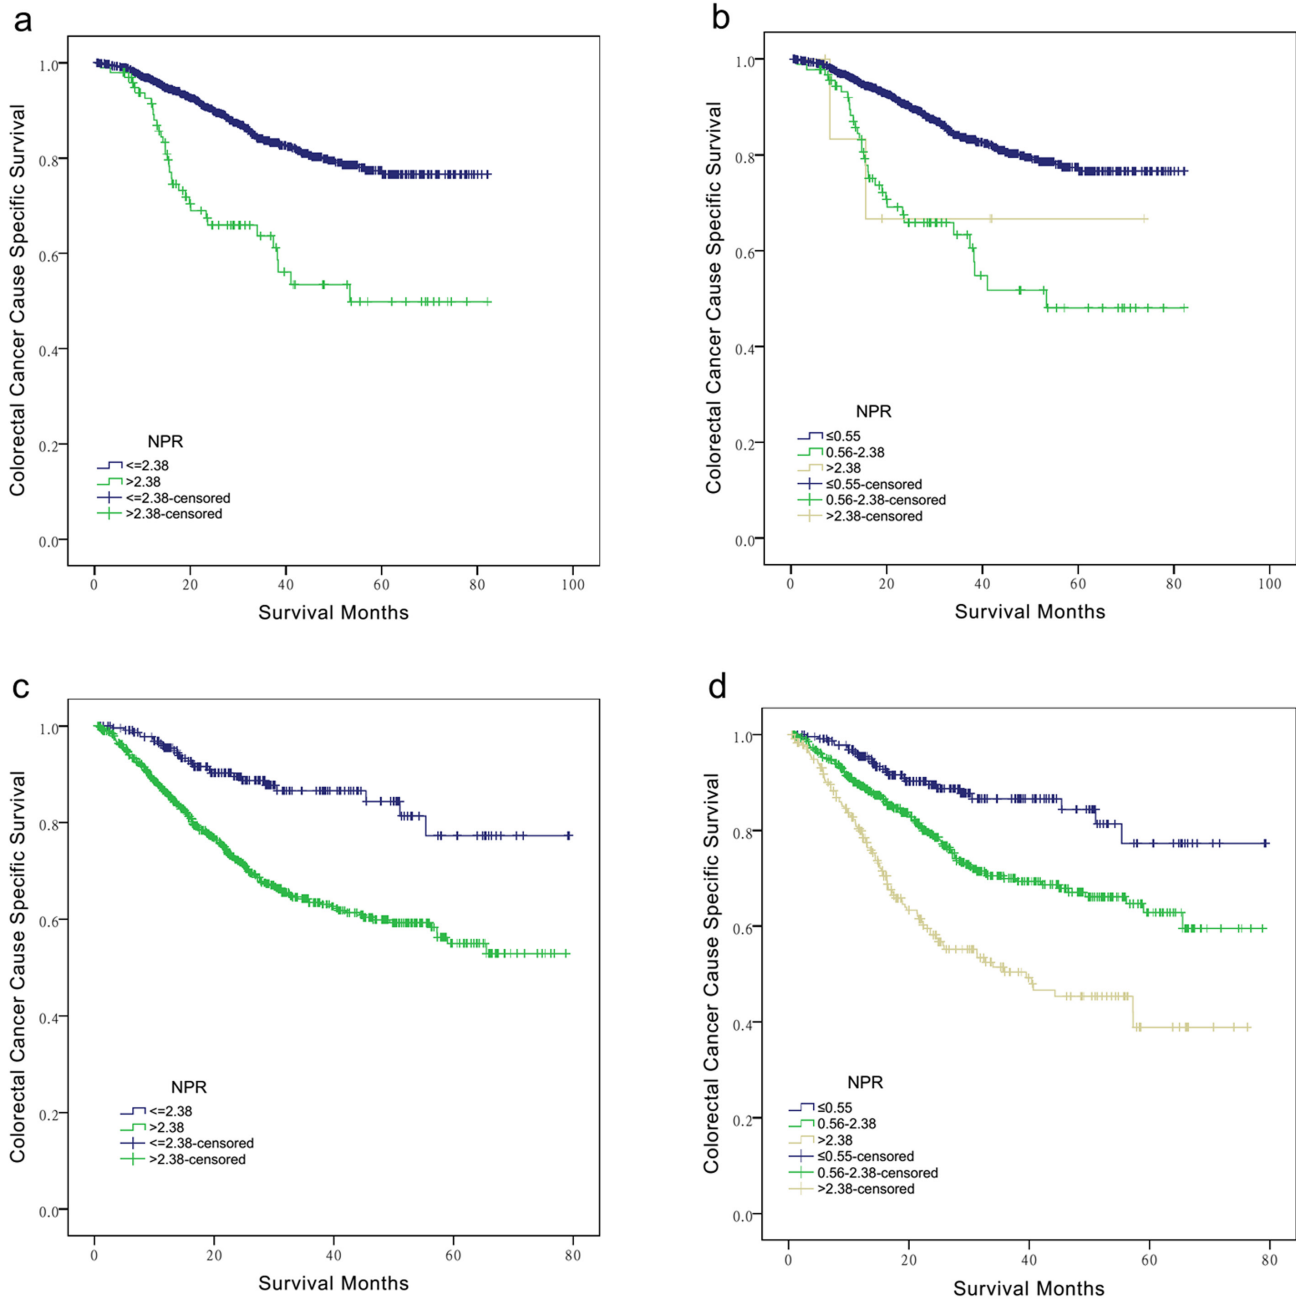 a
Colorectal Cancer Cause Specific Survival
1.0
0.8
0.6
0.4
0.2
0.0
NPR
<=2.38
>2.38
<=2.38-censored
>2.38-censored
0 20 40 60 80 100
Survival Months
b
Colorectal Cancer Cause Specific Survival
1.0
0.8
0.6
0.4
0.2
0.0
NPR
≤0.55
0.56-2.38
>2.38
≤0.55-censored
0.56-2.38-censored
>2.38-censored
0 20 40 60 80 100
Survival Months
c
Colorectal Cancer Cause Specific Survival
1.0
0.8
0.6
0.4
0.2
0.0
NPR
<=2.38
>2.38
<=2.38-censored
>2.38-censored
0 20 40 60 80
Survival Months
d
Colorectal Cancer Cause Specific Survival
1.0
0.8
0.6
0.4
0.2
0.0
NPR
≤0.55
0.56-2.38
>2.38
≤0.55-censored
0.56-2.38-censored
>2.38-censored
0 20 40 60 80
Survival Months